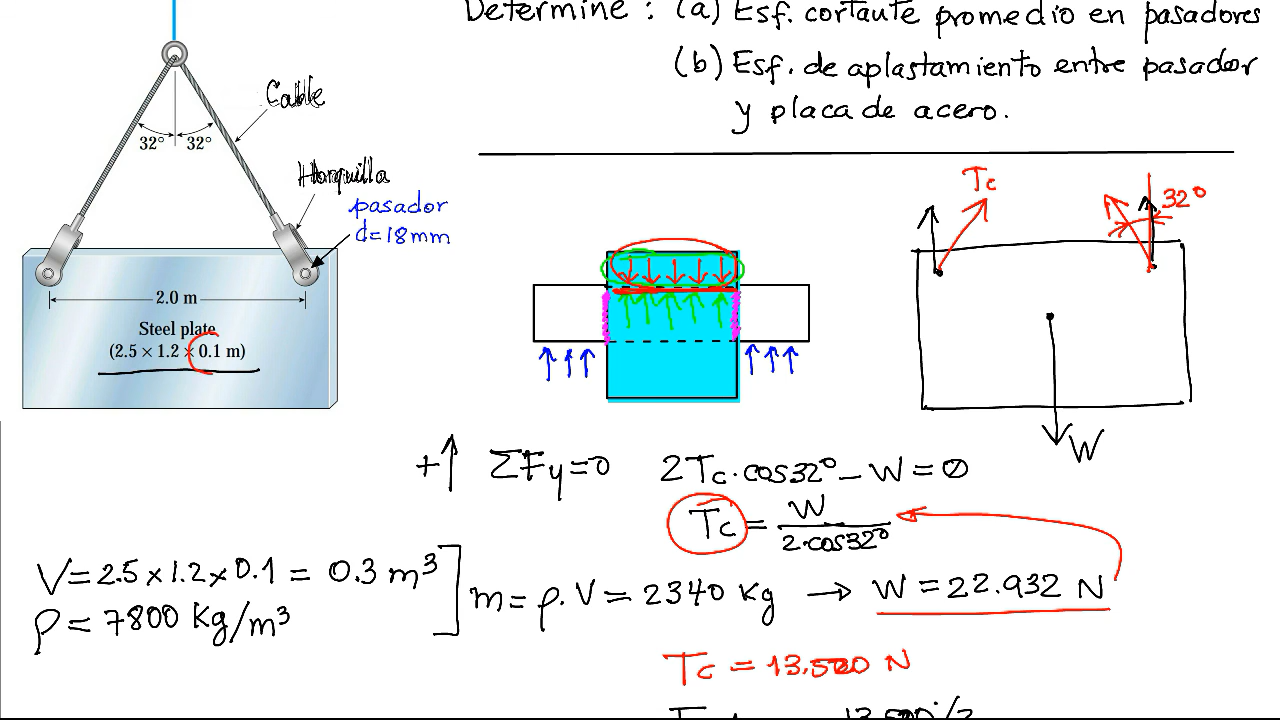 Determine : (a) Esf. cortante promedio en pasadores
(b) Esf. de aplastamiento entre pasador
y placa de acero.
Cable
32° 32°
Horquilla
pasador
d=18mm
2.0 m
Steel plate
(2.5 × 1.2 × 0.1 m)
Tc
32°
W
+↑ ΣFy=0 2Tc·cos32°-W=0
Tc = W
2·cos32°
V=2.5×1.2×0.1 = 0.3 m³
ρ= 7800 Kg/m³
m= ρ.V= 2340 Kg → W=22.932 N
Tc = 13.520 N